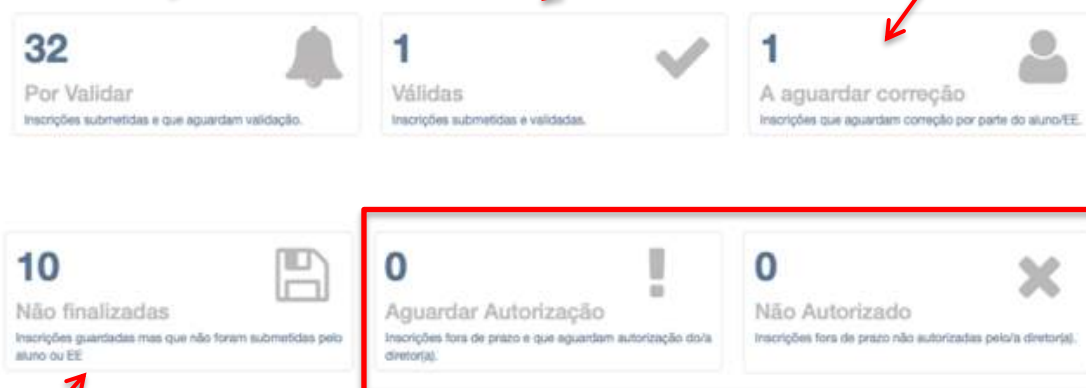 32
Por Validar
Inscrições submetidas e que aguardam validação.
1
Válidas
Inscrições submetidas e validadas.
1
A aguardar correção
Inscrições que aguardam correção por parte do aluno/EE.
10
Não finalizadas
Inscrições guardadas mas que não foram submetidas pelo
aluno ou EE
0
Aguardar Autorização
Inscrições fora de prazo e que aguardam autorização do/a
diretor(a).
0
Não Autorizado
Inscrições fora de prazo não autorizadas pelo/a diretor(a).